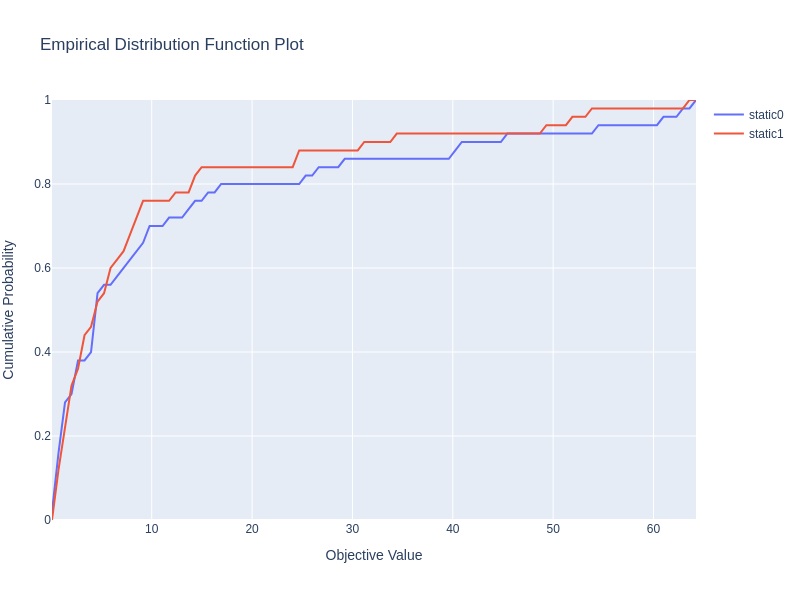 Empirical Distribution Function Plot
1
0.8
0.6
0.4
0.2
0
Cumulative Probability
10 20 30 40 50 60
Objective Value
static0
static1